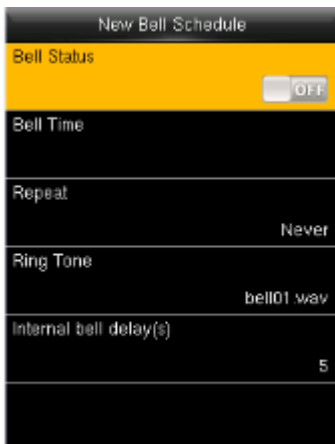 New Bell Schedule
Bell Status
OFF
Bell Time
Repeat
Never
Ring Tone
bell01.wav
Internal bell delay(s)
5